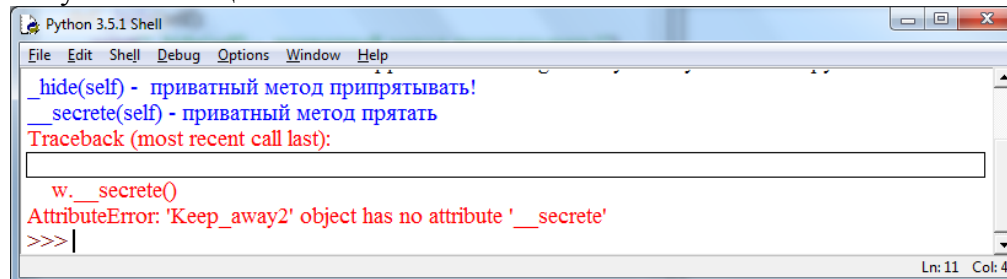 Python 3.5.1 Shell
File Edit Shell Debug Options Window Help
_hide(self) - приватный метод припрятывать!
__secrete(self) - приватный метод прятать
Traceback (most recent call last):
w.__secrete()
AttributeError: 'Keep_away2' object has no attribute '__secrete'
>>>
Ln: 11 Col: 4